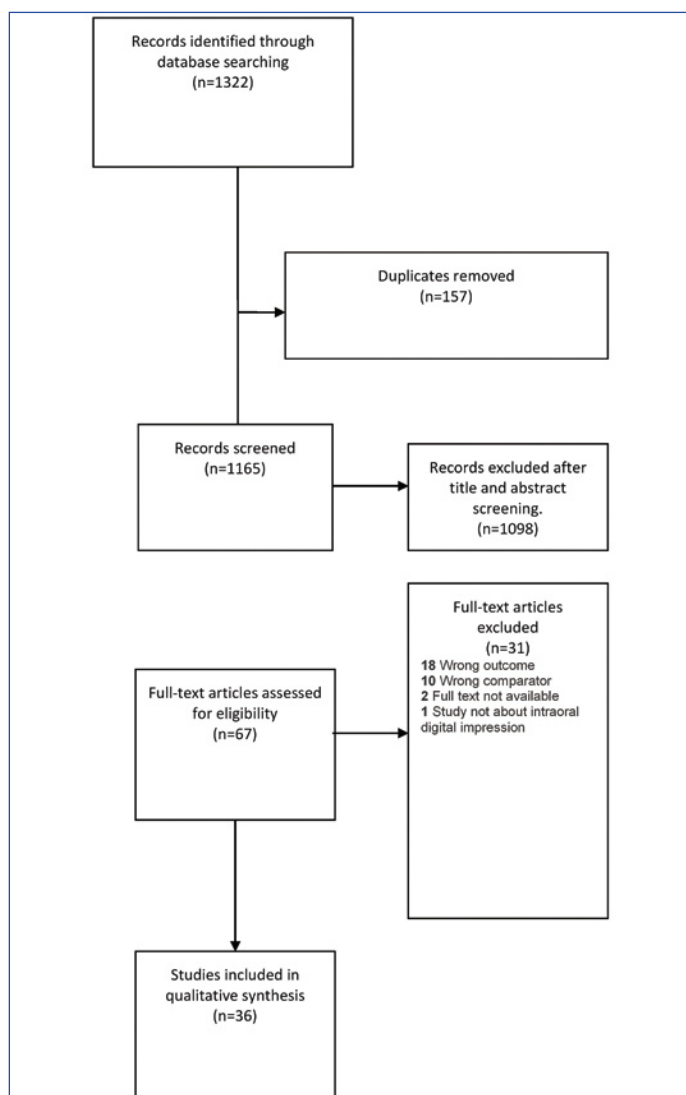 Records identified through
database searching
(n=1322)
Duplicates removed
(n=157)
Records screened
(n=1165)
Records excluded after
title and abstract
screening.
(n=1098)
Full-text articles
excluded
(n=31)
18 Wrong outcome
10 Wrong comparator
2 Full text not available
1 Study not about intraoral
digital impression
Full-text articles assessed
for eligibility
(n=67)
Studies included in
qualitative synthesis
(n=36)